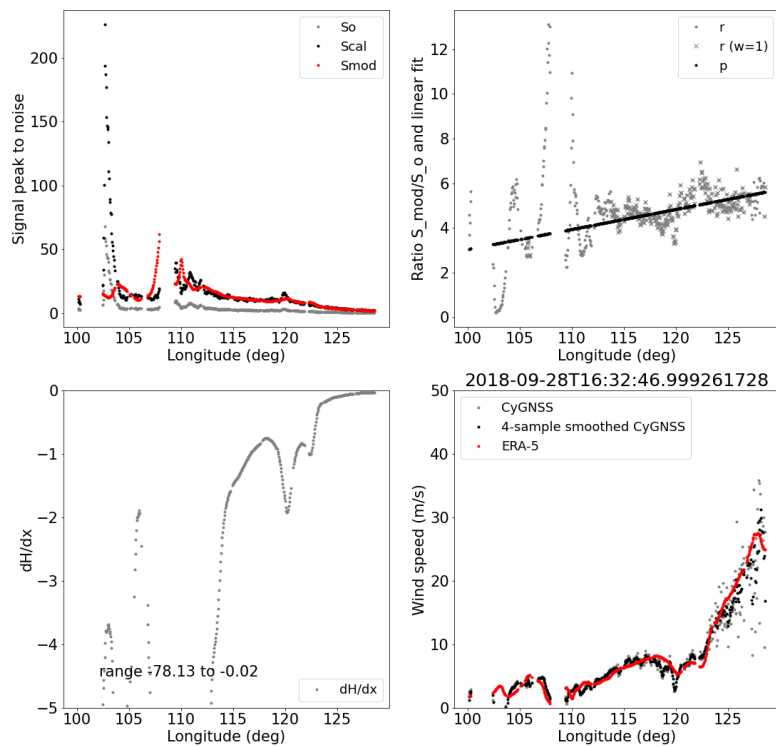 So
Scal
Smod
Signal peak to noise
200
150
100
50
0
100 105 110 115 120 125
Longitude (deg)
r
r (w=1)
p
Ratio S_mod/S_o and linear fit
12
10
8
6
4
2
0
100 105 110 115 120 125
Longitude (deg)
dH/dx
0
−1
−2
−3
−4
−5
range -78.13 to -0.02
dH/dx
100 105 110 115 120 125
Longitude (deg)
2018-09-28T16:32:46.999261728
CyGNSS
4-sample smoothed CyGNSS
ERA-5
Wind speed (m/s)
50
40
30
20
10
0
100 105 110 115 120 125
Longitude (deg)